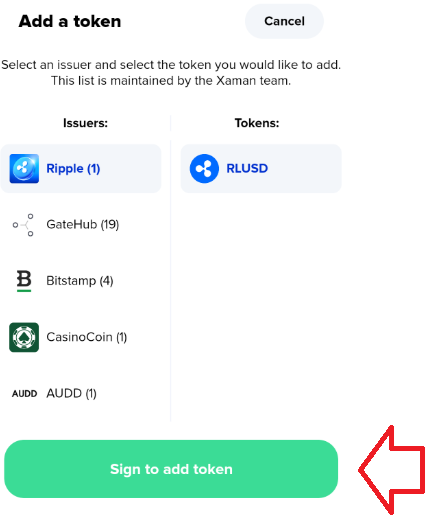 Add a token
Cancel
Select an issuer and select the token you would like to add.
This list is maintained by the Xaman team.
Issuers:
Tokens:
Ripple (1)
RLUSD
GateHub (19)
B
Bitstamp (4)
CasinoCoin (1)
AUDD
AUDD (1)
Sign to add token